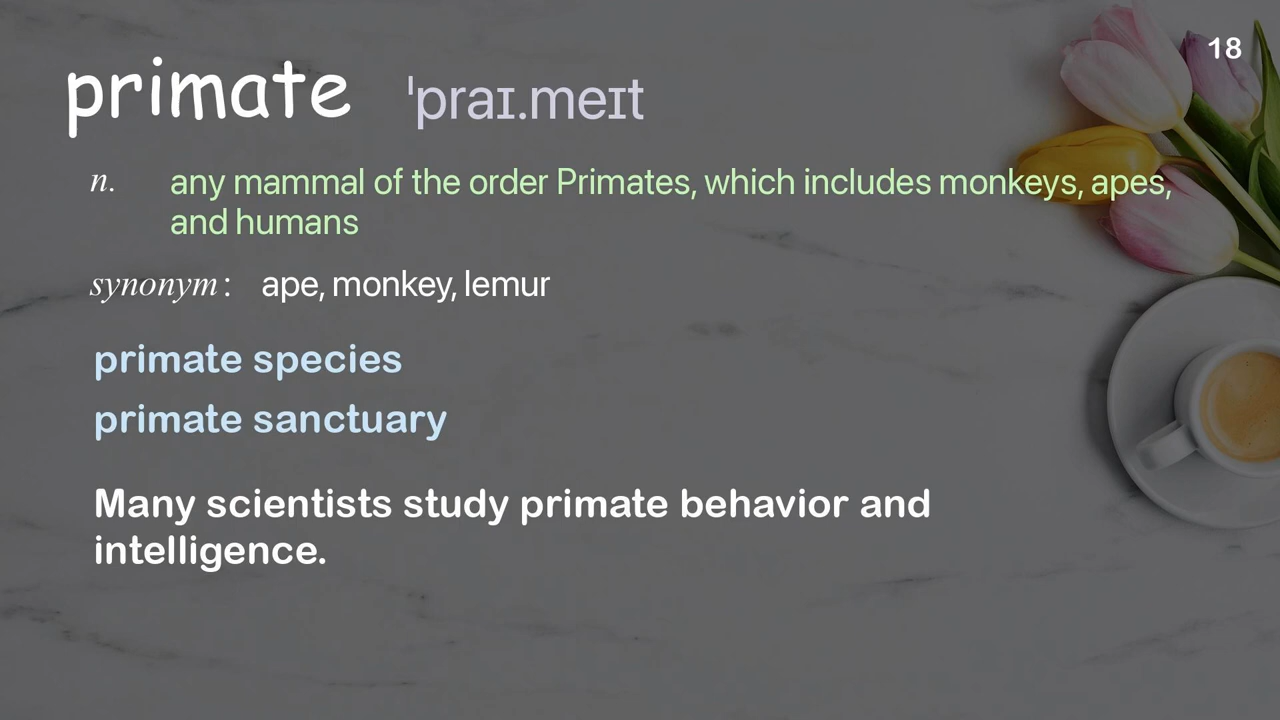 18
primate ˈpraɪ.meɪt
n. any mammal of the order Primates, which includes monkeys, apes,
and humans
synonym: ape, monkey, lemur
primate species
primate sanctuary
Many scientists study primate behavior and
intelligence.